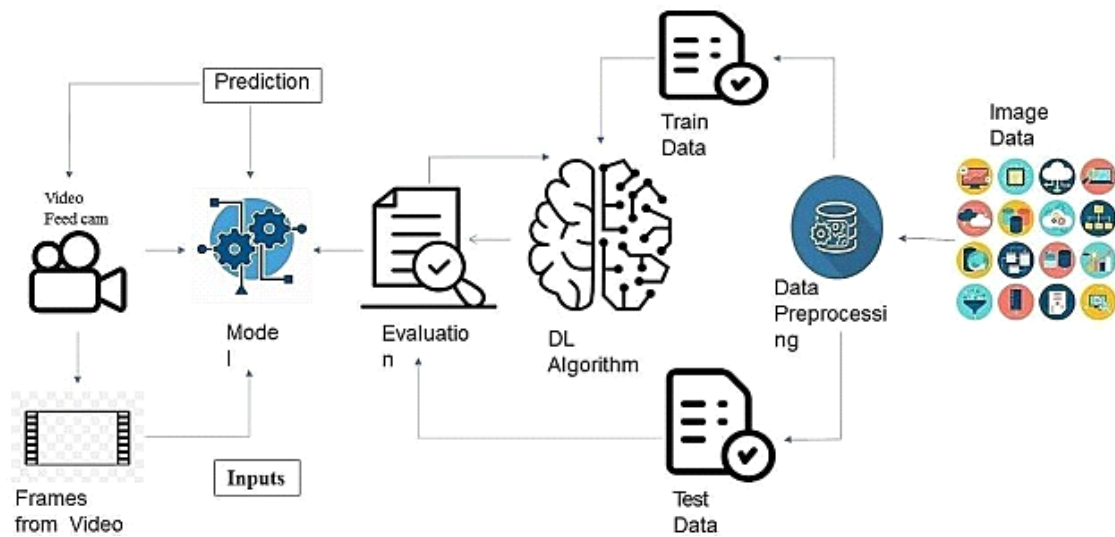 Prediction
Train
Data
Image
Data
Video
Feed cam
Mode
l
Evaluatio
n
DL
Algorithm
Data
Preprocessi
ng
Inputs
Frames
from Video
Test
Data